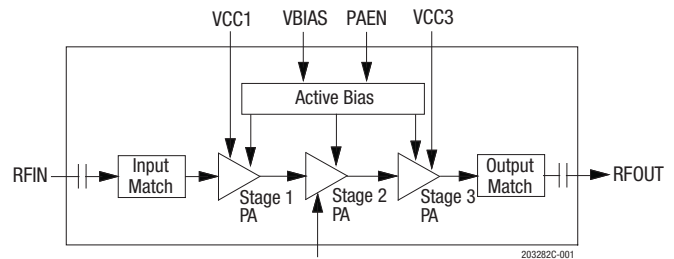 VCC1 VBIAS PAEN VCC3
Active Bias
RFIN
Input
Match
Stage 1
PA
Stage 2
PA
Stage 3
PA
Output
Match
RFOUT
203282C-001